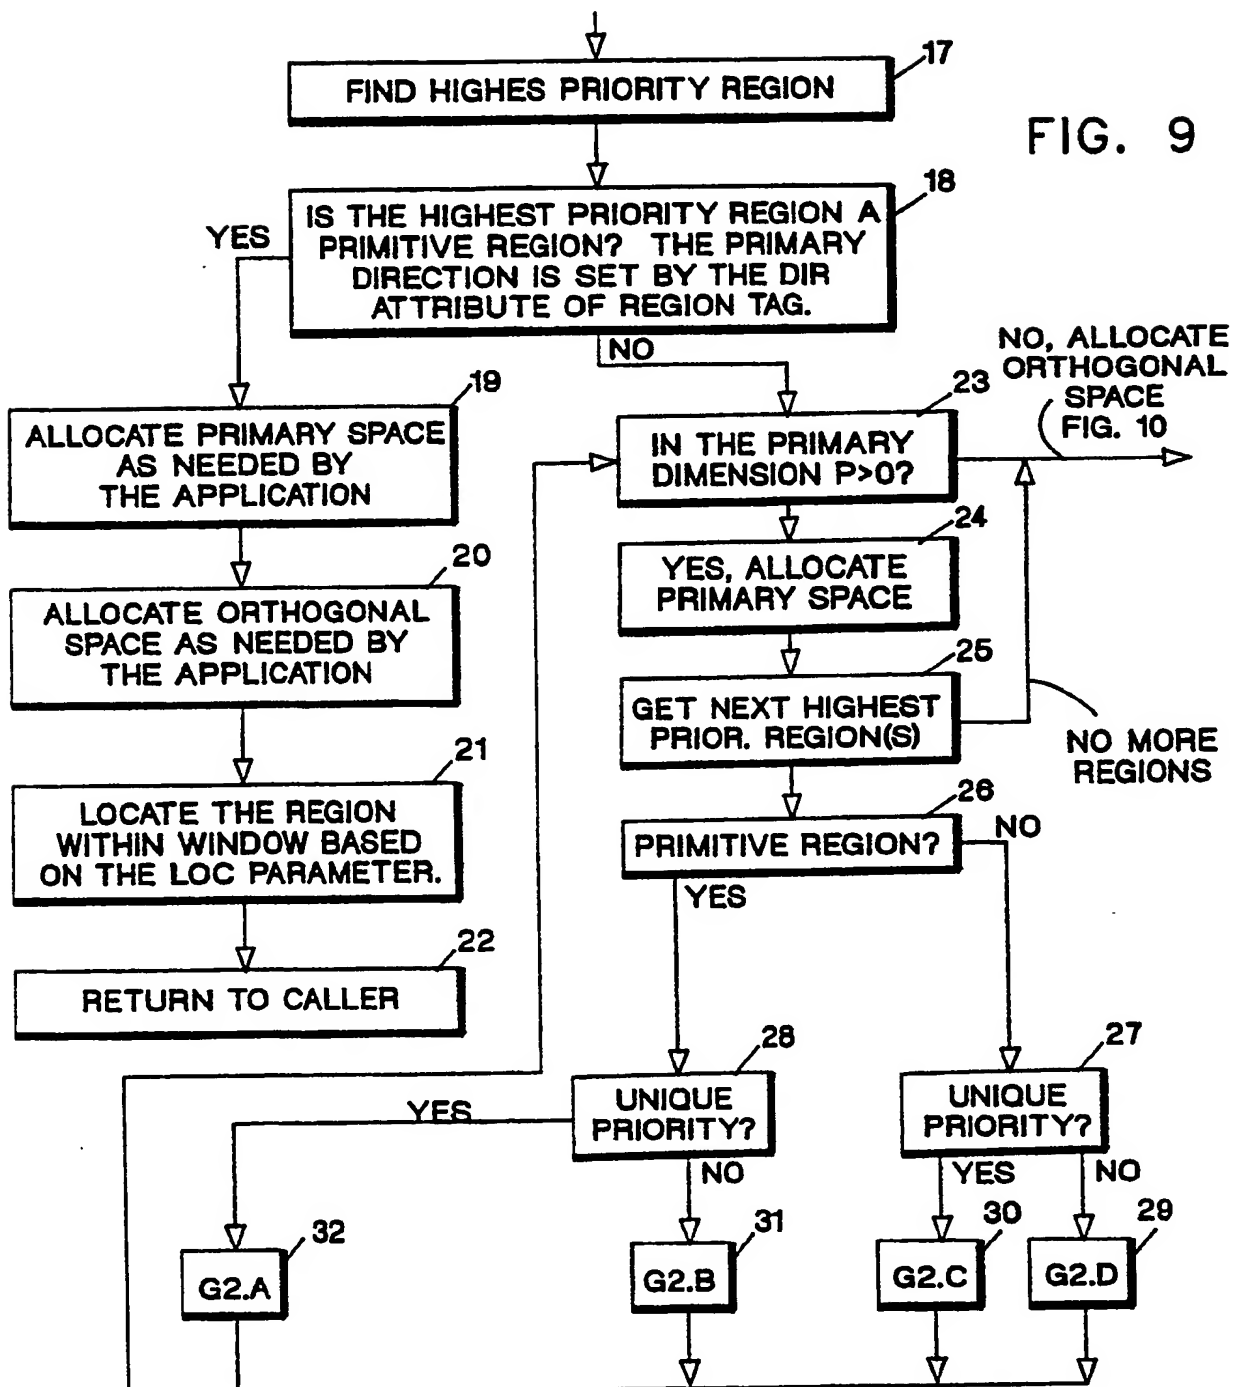 17
FIND HIGHES PRIORITY REGION
FIG. 9
18
IS THE HIGHEST PRIORITY REGION A
PRIMITIVE REGION? THE PRIMARY
DIRECTION IS SET BY THE DIR
ATTRIBUTE OF REGION TAG.
YES
NO
NO, ALLOCATE
ORTHOGONAL
SPACE
FIG. 10
19
ALLOCATE PRIMARY SPACE
AS NEEDED BY
THE APPLICATION
23
IN THE PRIMARY
DIMENSION P>0?
24
YES, ALLOCATE
PRIMARY SPACE
20
ALLOCATE ORTHOGONAL
SPACE AS NEEDED BY
THE APPLICATION
25
GET NEXT HIGHEST
PRIOR. REGION(S)
NO MORE
REGIONS
21
LOCATE THE REGION
WITHIN WINDOW BASED
ON THE LOC PARAMETER.
26
PRIMITIVE REGION?
NO
YES
22
RETURN TO CALLER
28
UNIQUE
PRIORITY?
YES
NO
27
UNIQUE
PRIORITY?
YES
NO
32
G2.A
31
G2.B
30
G2.C
29
G2.D